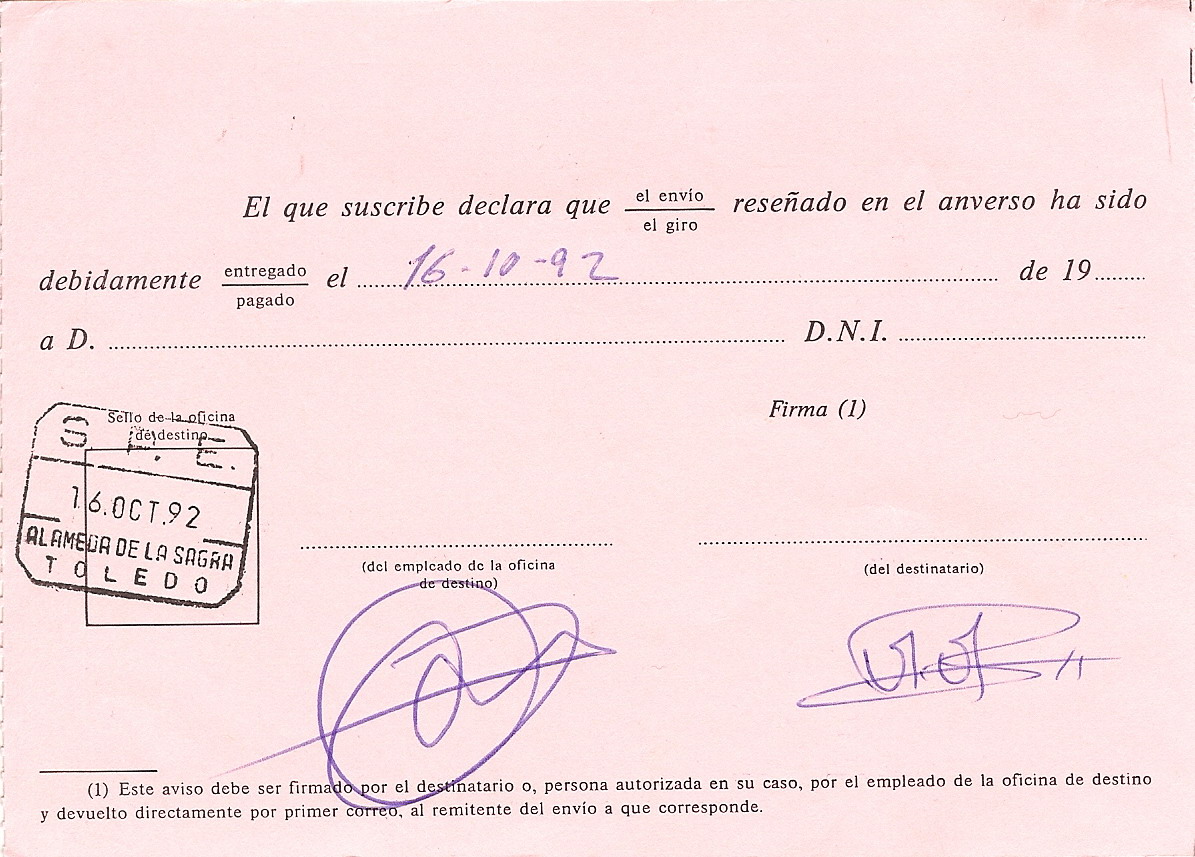 El que suscribe declara que el envío / el giro reseñado en el anverso ha sido
debidamente entregado / pagado el 16-10-92 de 19
a D. D.N.I.
Sello de la oficina
de destino
Firma (1)
S. F. E.
16.OCT.92
ALAMEDA DE LA SAGRA
TOLEDO
(del empleado de la oficina
de destino)
(del destinatario)
(1) Este aviso debe ser firmado por el destinatario o, persona autorizada en su caso, por el empleado de la oficina de destino
y devuelto directamente por primer correo, al remitente del envío a que corresponde.